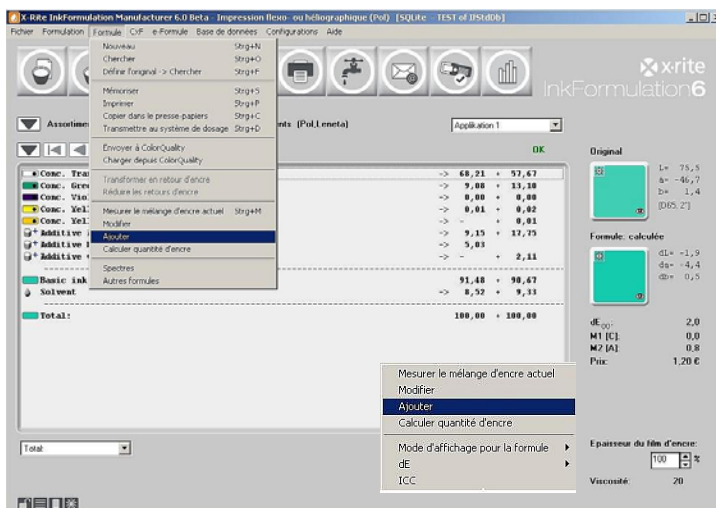 X-Rite InkFormulation Manufacturer 6.0 Beta - Impression flexo- ou héliographique (Pol) [SQLite - TEST of IIStdDb]
Fichier Formulation Formule CxF e-Formule Base de données Configurations Aide
Nouveau Strg+N
Chercher Strg+O
Définir l'original -> Chercher Strg+F
Mémoriser Strg+S
Imprimer Strg+P
Copier dans le presse-papiers Strg+C
Transmettre au système de dosage Strg+D
Envoyer à ColorQuality
Charger depuis ColorQuality
Transformer en retour d'encre
Réduire les retours d'encre
Mesurer le mélange d'encre actuel Strg+M
Modifier
Ajouter
Calculer quantité d'encre
Spectres
Autres formules
x-rite
InkFormulation6
Assortime nts (Pol,Leneta) Application 1
OK
Conc. Tra -> 68,21 + 57,67
Conc. Gre -> 9,08 + 13,10
Conc. Vio -> 0,00 + 0,00
Conc. Yel -> 0,01 + 0,02
Conc. Yel -> - + 0,01
Additive -> 9,15 + 17,75
Additive -> 5,03
Additive -> - + 2,11
Basic ink 91,48 + 90,67
Solvent -> 8,52 + 9,33
Total: 100,00 + 100,00
Original
L= 75,5
a= -46,7
b= 1,4
[D65.2°]
Formule: calculée
dL= -1,9
da= -4,4
db= 0,5
dE00: 2,0
M1 [C]: 0,0
M2 [A]: 0,8
Prix: 1,20 €
Mesurer le mélange d'encre actuel
Modifier
Ajouter
Calculer quantité d'encre
Mode d'affichage pour la formule
dE
ICC
Total:
Epaisseur du film d'encre:
100 %
Viscosité: 20